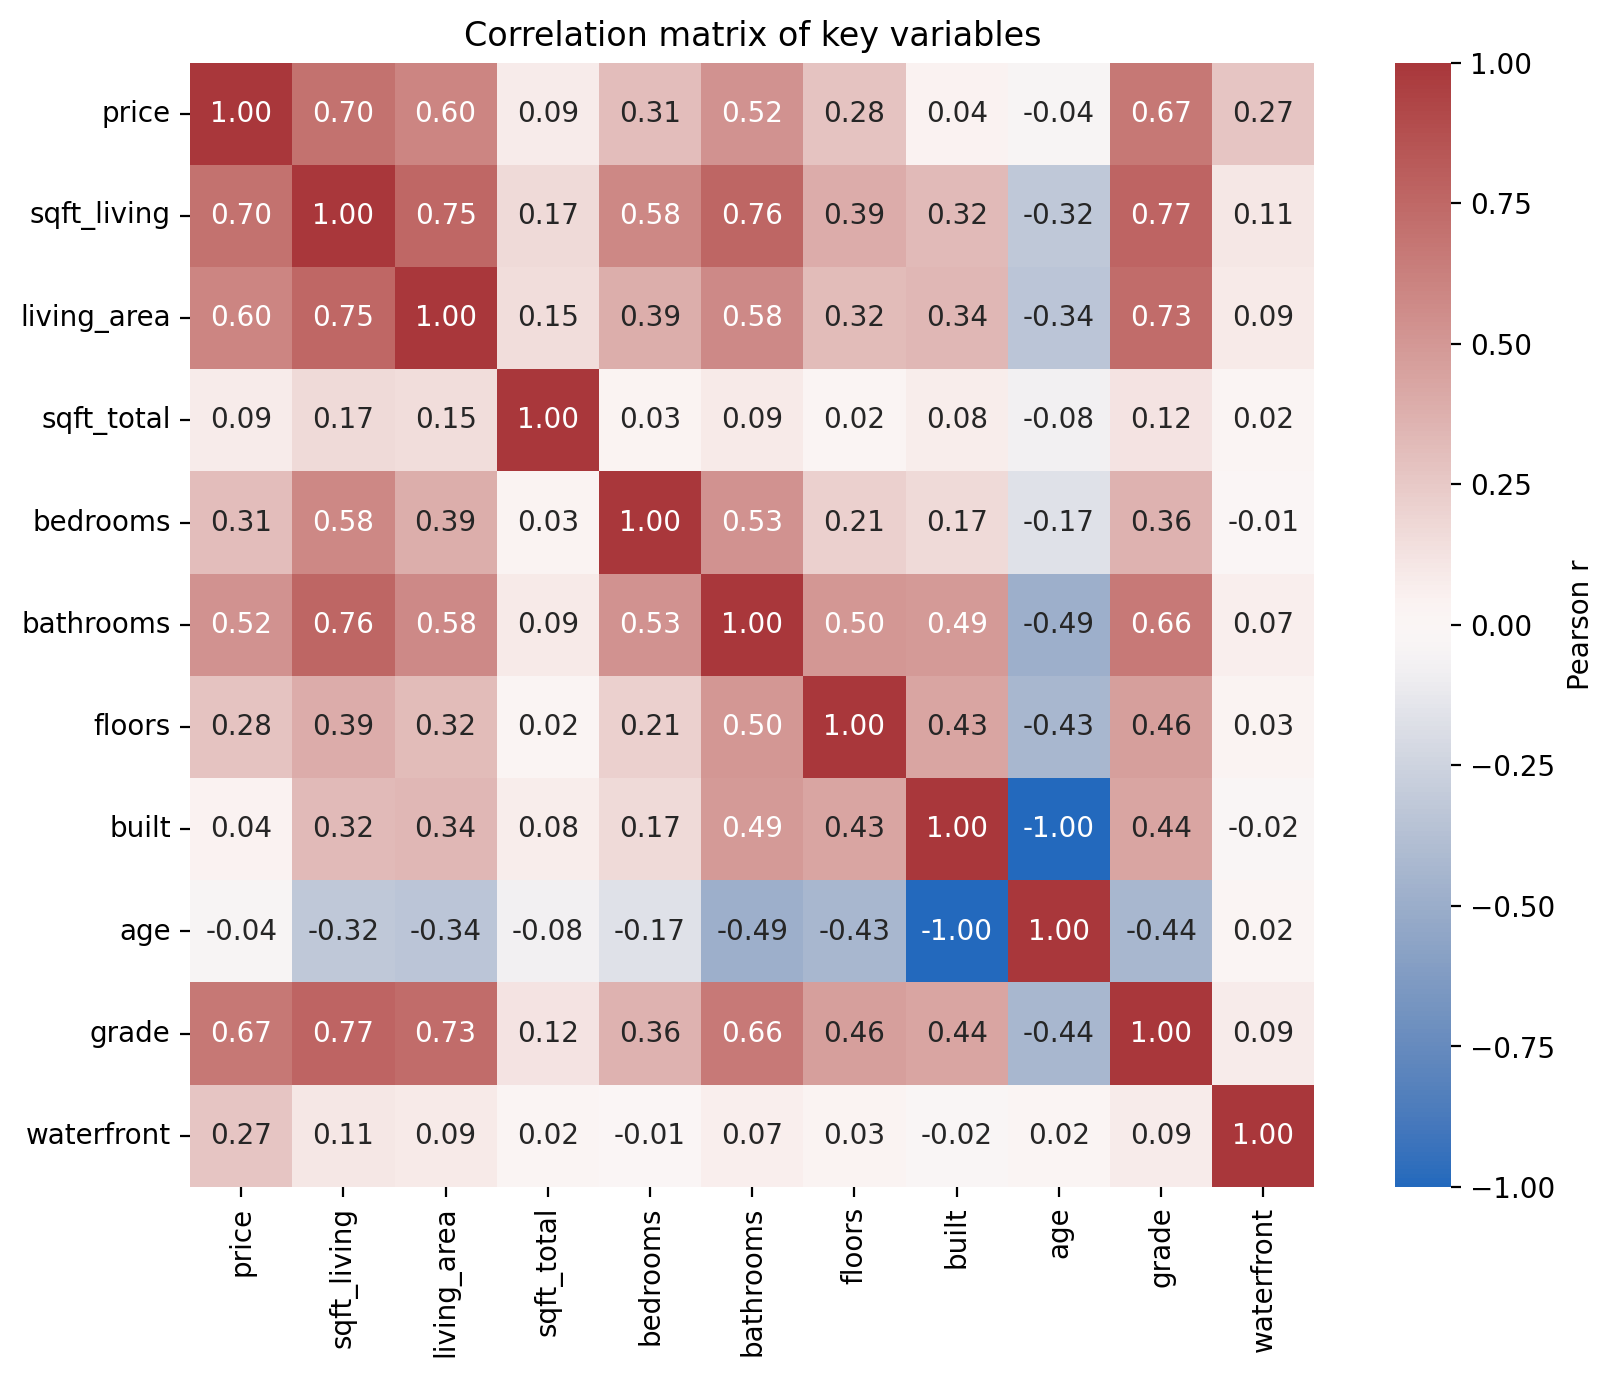 Correlation matrix of key variables
price 1.00 0.70 0.60 0.09 0.31 0.52 0.28 0.04 -0.04 0.67 0.27
sqft_living 0.70 1.00 0.75 0.17 0.58 0.76 0.39 0.32 -0.32 0.77 0.11
living_area 0.60 0.75 1.00 0.15 0.39 0.58 0.32 0.34 -0.34 0.73 0.09
sqft_total 0.09 0.17 0.15 1.00 0.03 0.09 0.02 0.08 -0.08 0.12 0.02
bedrooms 0.31 0.58 0.39 0.03 1.00 0.53 0.21 0.17 -0.17 0.36 -0.01
bathrooms 0.52 0.76 0.58 0.09 0.53 1.00 0.50 0.49 -0.49 0.66 0.07
floors 0.28 0.39 0.32 0.02 0.21 0.50 1.00 0.43 -0.43 0.46 0.03
built 0.04 0.32 0.34 0.08 0.17 0.49 0.43 1.00 -1.00 0.44 -0.02
age -0.04 -0.32 -0.34 -0.08 -0.17 -0.49 -0.43 -1.00 1.00 -0.44 0.02
grade 0.67 0.77 0.73 0.12 0.36 0.66 0.46 0.44 -0.44 1.00 0.09
waterfront 0.27 0.11 0.09 0.02 -0.01 0.07 0.03 -0.02 0.02 0.09 1.00
price sqft_living living_area sqft_total bedrooms bathrooms floors built age grade waterfront
1.00
0.75
0.50
0.25
0.00
−0.25
−0.50
−0.75
−1.00
Pearson r